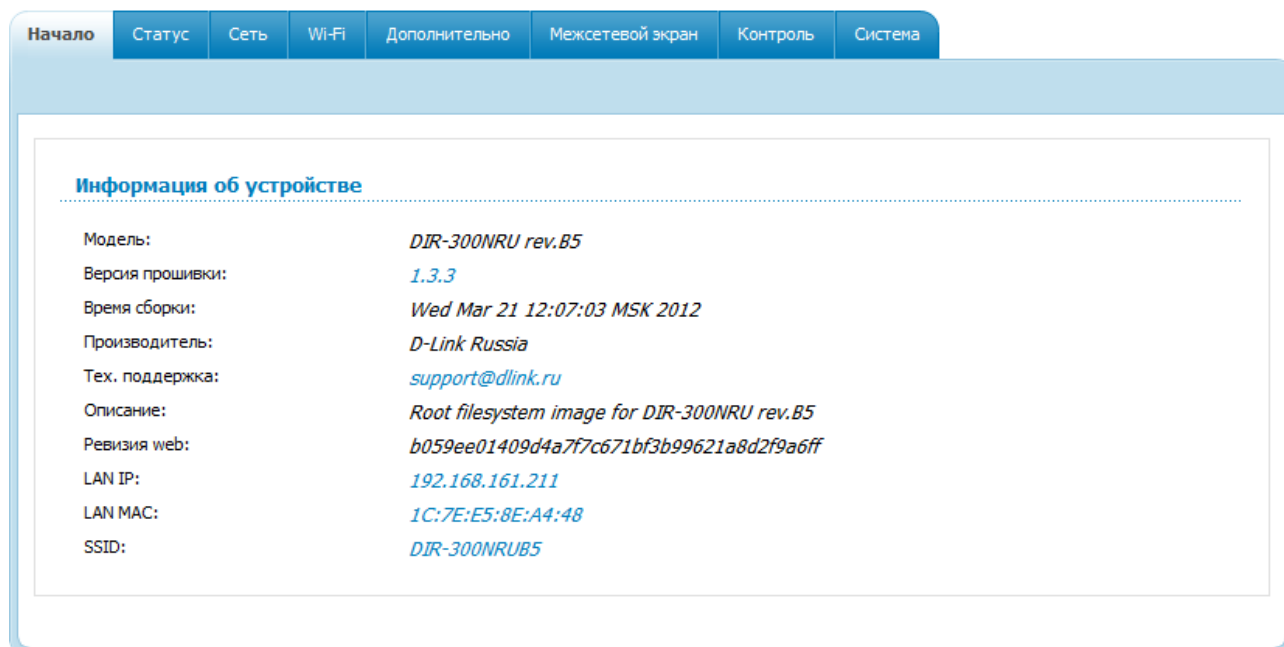 Начало Статус Сеть Wi-Fi Дополнительно Межсетевой экран Контроль Система
Информация об устройстве
Модель: DIR-300NRU rev.B5
Версия прошивки: 1.3.3
Время сборки: Wed Mar 21 12:07:03 MSK 2012
Производитель: D-Link Russia
Тех. поддержка: support@dlink.ru
Описание: Root filesystem image for DIR-300NRU rev.B5
Ревизия web: b059ee01409d4a7f7c671bf3b99621a8d2f9a6ff
LAN IP: 192.168.161.211
LAN MAC: 1C:7E:E5:8E:A4:48
SSID: DIR-300NRUB5